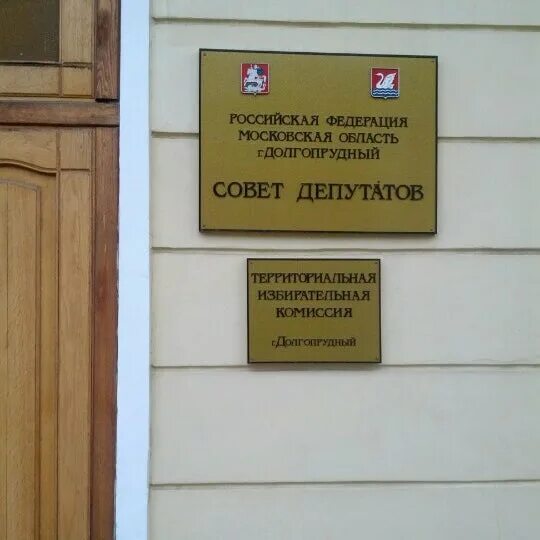 РОССИЙСКАЯ ФЕДЕРАЦИЯ
МОСКОВСКАЯ ОБЛАСТЬ
г.ДОЛГОПРУДНЫЙ
СОВЕТ ДЕПУТАТОВ
ТЕРРИТОРИАЛЬНАЯ
ИЗБИРАТЕЛЬНАЯ
КОМИССИЯ
г.ДОЛГОПРУДНЫЙ